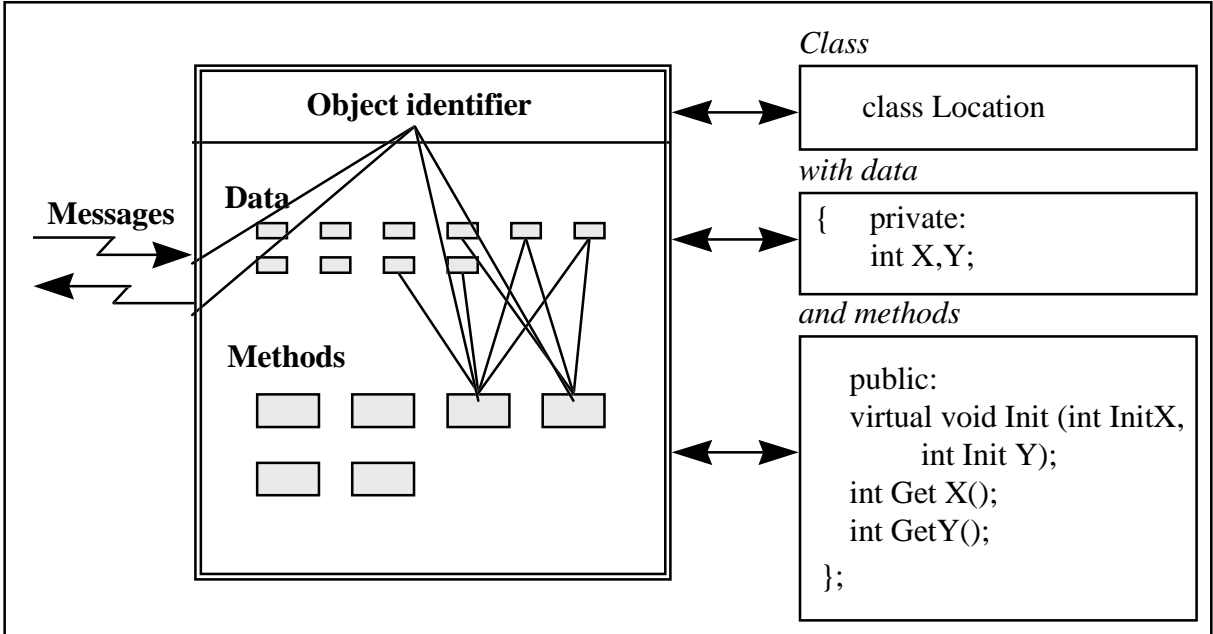 Object identifier
Data
Messages
Methods
Class
class Location
with data
{ private:
int X,Y;
and methods
public:
virtual void Init (int InitX,
int Init Y);
int Get X();
int GetY();
};